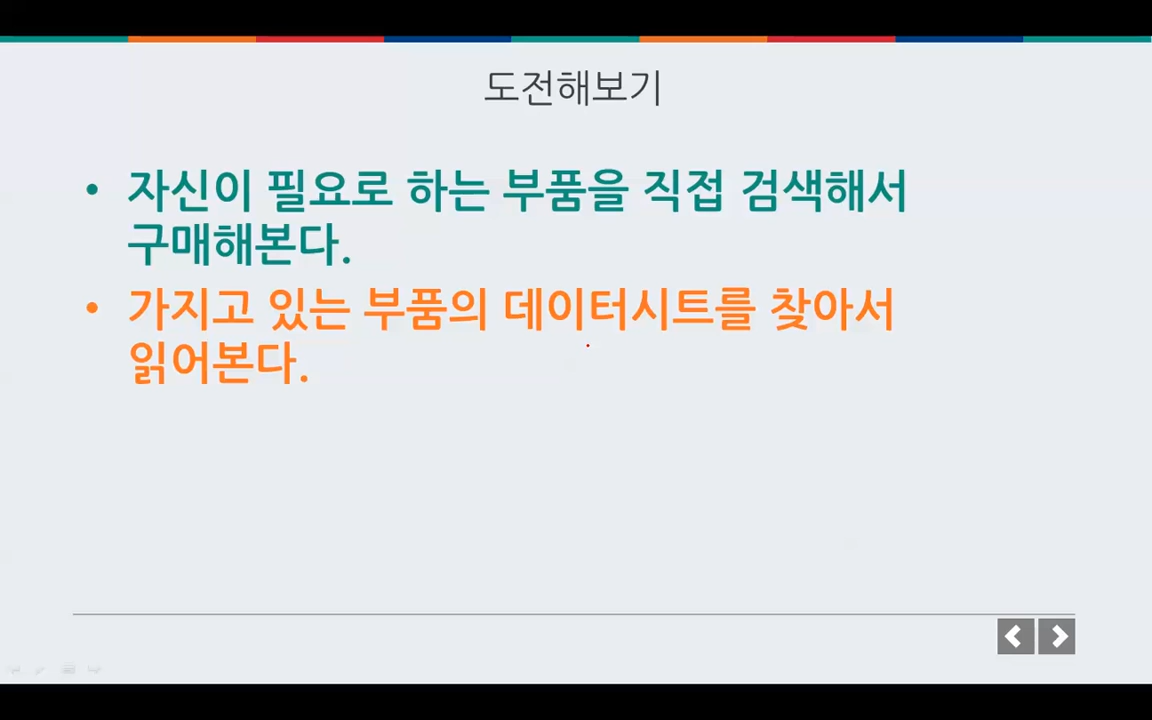 도전해보기
• 자신이 필요로 하는 부품을 직접 검색해서
구매해본다.
• 가지고 있는 부품의 데이터시트를 찾아서
읽어본다.